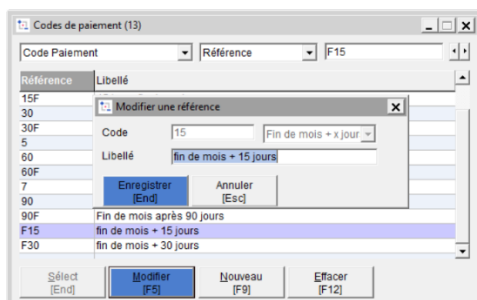 Codes de paiement (13)
Code Paiement Référence F15
Référence Libellé
15F
30
30F
5
60
60F
7
90
90F Fin de mois après 90 jours
F15 fin de mois + 15 jours
F30 fin de mois + 30 jours
Modifier une référence
Code 15 Fin de mois + x jour
Libellé fin de mois + 15 jours
Enregistrer Annuler
[End] [Esc]
Sélect Modifier Nouveau Effacer
[End] [F5] [F9] [F12]